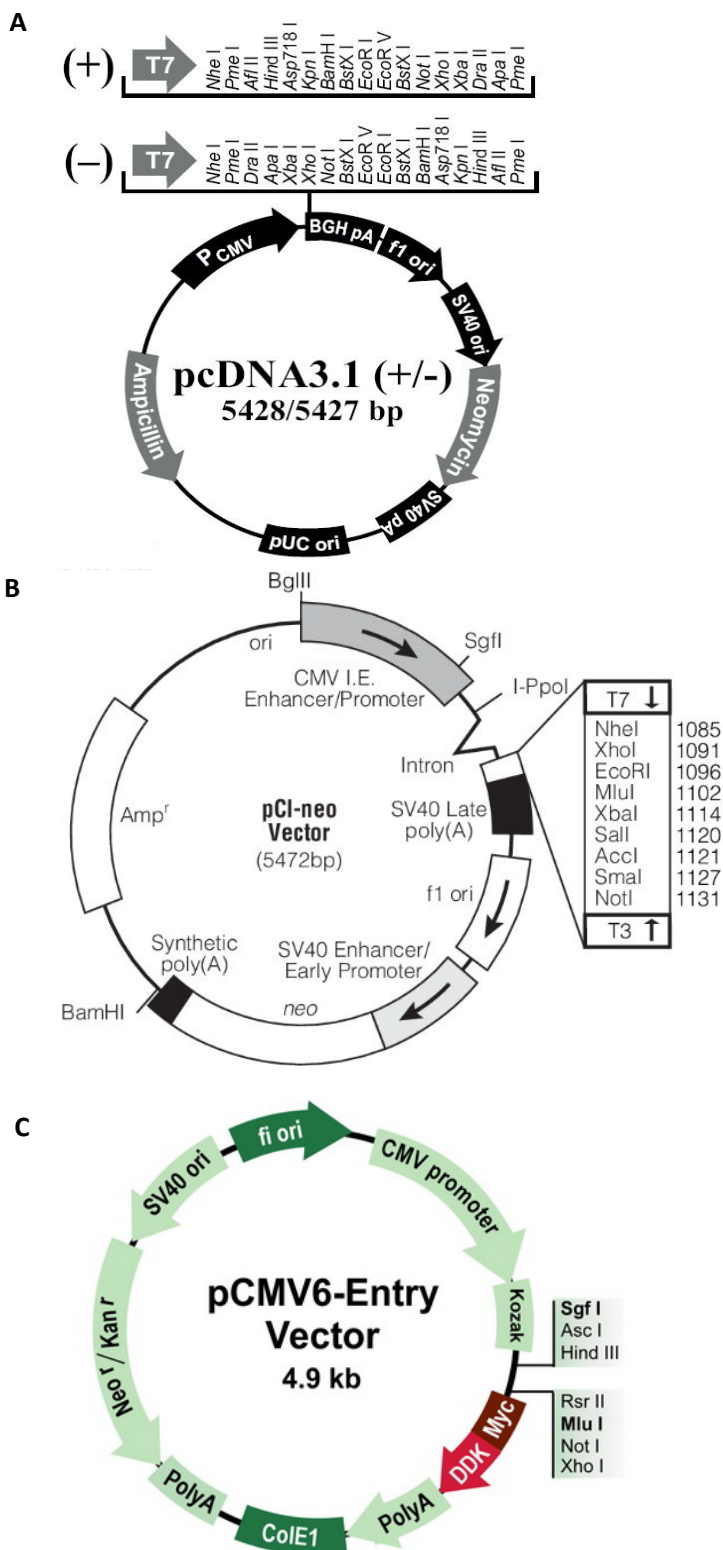 A
(+)
T7
Nhe I
Pme I
Afl II
Hind III
Asp718 I
Kpn I
BamH I
BstX I
EcoR I
EcoR V
BstX I
Not I
Xho I
Xba I
Dra II
Apa I
Pme I
(–)
T7
Nhe I
Pme I
Dra II
Apa I
Xba I
Xho I
Not I
BstX I
EcoR V
EcoR I
BstX I
BamH I
Asp718 I
Kpn I
Hind III
Afl II
Pme I
P CMV
BGH pA
f1 ori
SV40 ori
Neomycin
SV40 pA
pUC ori
Ampicillin
pcDNA3.1 (+/-)
5428/5427 bp
B
BglII
ori
SgfI
CMV I.E.
Enhancer/Promoter
I-PpoI
Intron
T7
NheI 1085
XhoI 1091
EcoRI 1096
MluI 1102
XbaI 1114
SalI 1120
AccI 1121
SmaI 1127
NotI 1131
T3
Ampr
pCI-neo
Vector
(5472bp)
SV40 Late
poly(A)
f1 ori
Synthetic
poly(A)
SV40 Enhancer/
Early Promoter
neo
BamHI
C
fi ori
CMV promoter
SV40 ori
Kozak
pCMV6-Entry
Vector
4.9 kb
Sgf I
Asc I
Hind III
Rsr II
Mlu I
Not I
Xho I
Myc
DDK
PolyA
ColE1
PolyA
Neo r / Kan r